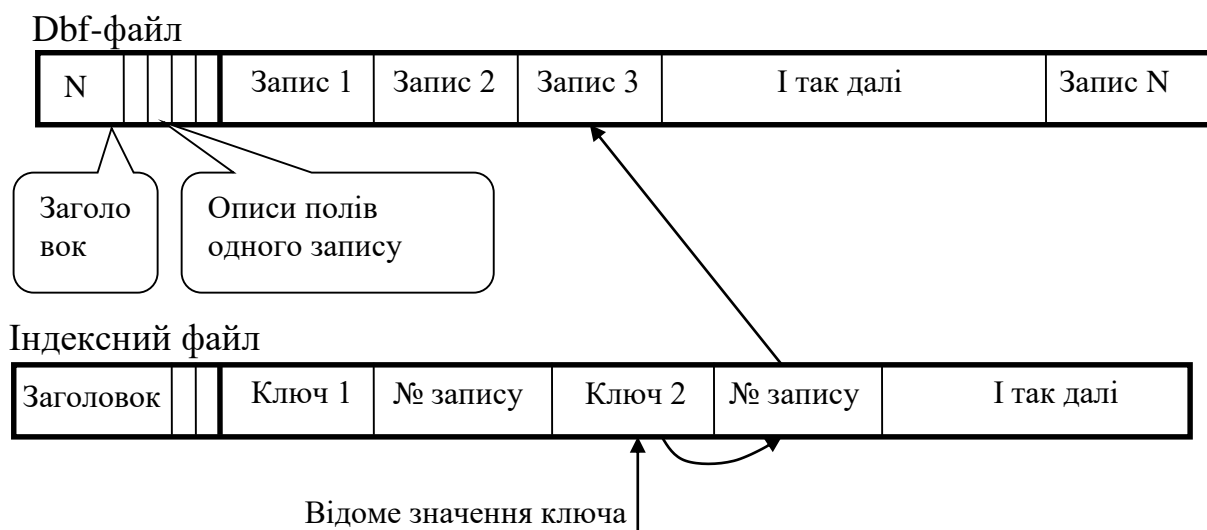 Dbf-файл
N Запис 1 Запис 2 Запис 3 І так далі Запис N
Заголо
вок
Описи полів
одного запису
Індексний файл
Заголовок Ключ 1 № запису Ключ 2 № запису І так далі
Відоме значення ключа